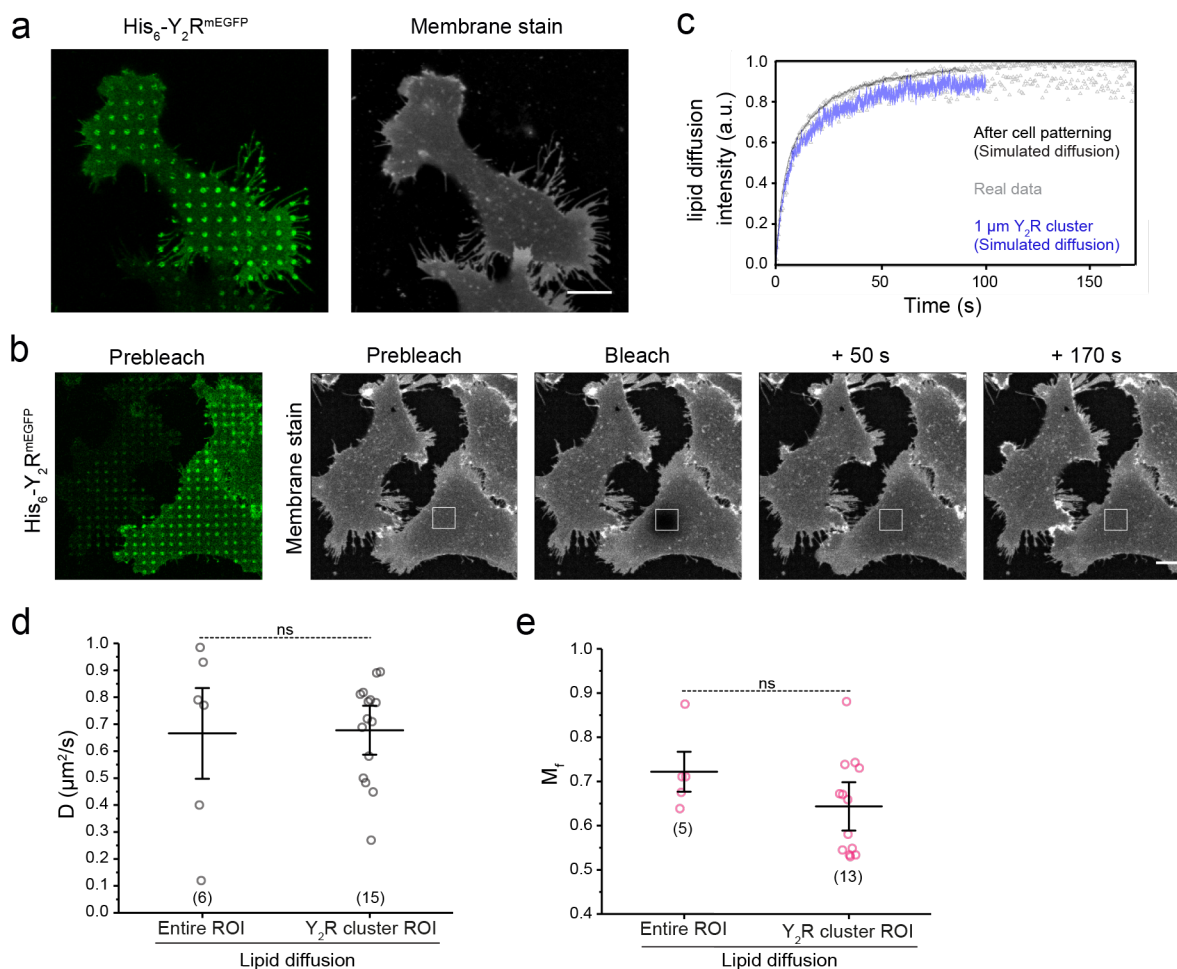 a
His₆-Y₂R^mEGFP
Membrane stain
b
Prebleach
Prebleach
Bleach
+ 50 s
+ 170 s
His₆-Y₂R^mEGFP
Membrane stain
c
lipid diffusion
intensity (a.u.)
1.0
0.8
0.6
0.4
0.2
0.0
0
50
100
150
Time (s)
After cell patterning
(Simulated diffusion)
Real data
1 µm Y₂R cluster
(Simulated diffusion)
d
D (µm²/s)
1.0
0.9
0.8
0.7
0.6
0.5
0.4
0.3
0.2
0.1
0.0
ns
(6)
(15)
Entire ROI
Y₂R cluster ROI
Lipid diffusion
e
M_f
1.0
0.9
0.8
0.7
0.6
0.5
0.4
ns
(5)
(13)
Entire ROI
Y₂R cluster ROI
Lipid diffusion